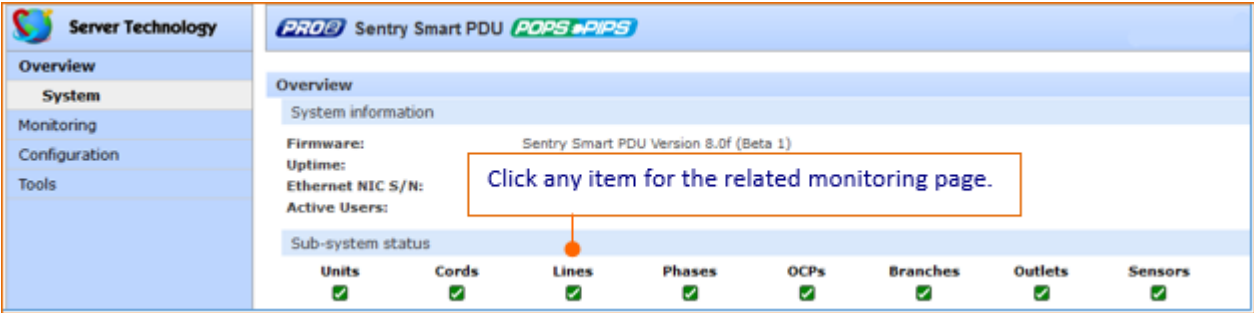 Server Technology
PRO2 Sentry Smart PDU POPS PIPS
Overview
System
Monitoring
Configuration
Tools
Overview
System information
Firmware: Sentry Smart PDU Version 8.0f (Beta 1)
Uptime:
Ethernet NIC S/N:
Active Users:
Click any item for the related monitoring page.
Sub-system status
Units Cords Lines Phases OCPs Branches Outlets Sensors